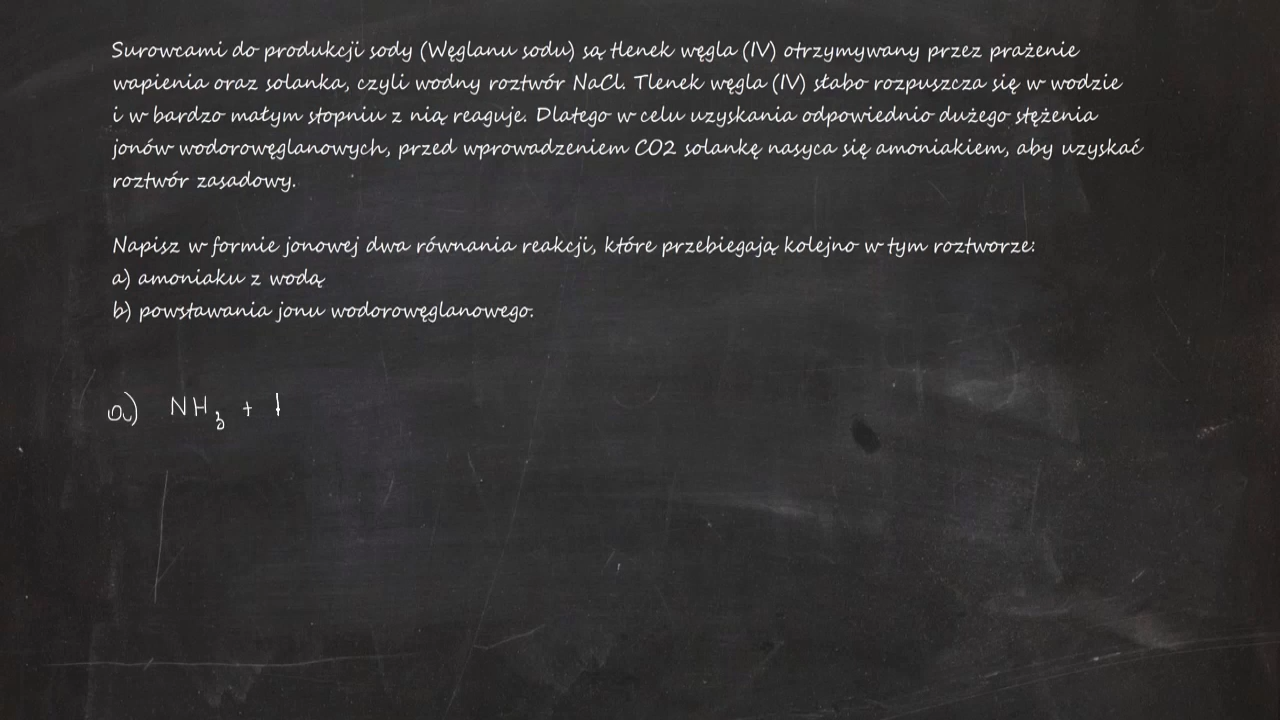 Surowcami do produkcji sody (Węglanu sodu) są tlenek węgla (IV) otrzymywany przez prażenie
wapienia oraz solanka, czyli wodny roztwór NaCl. Tlenek węgla (IV) słabo rozpuszcza się w wodzie
i w bardzo małym stopniu z nią reaguje. Dlatego w celu uzyskania odpowiednio dużego stężenia
jonów wodorowęglanowych, przed wprowadzeniem CO2 solankę nasyca się amoniakiem, aby uzyskać
roztwór zasadowy.
Napisz w formie jonowej dwa równania reakcji, które przebiegają kolejno w tym roztworze:
a) amoniaku z wodą
b) powstawania jonu wodorowęglanowego.
a) NH₃ +